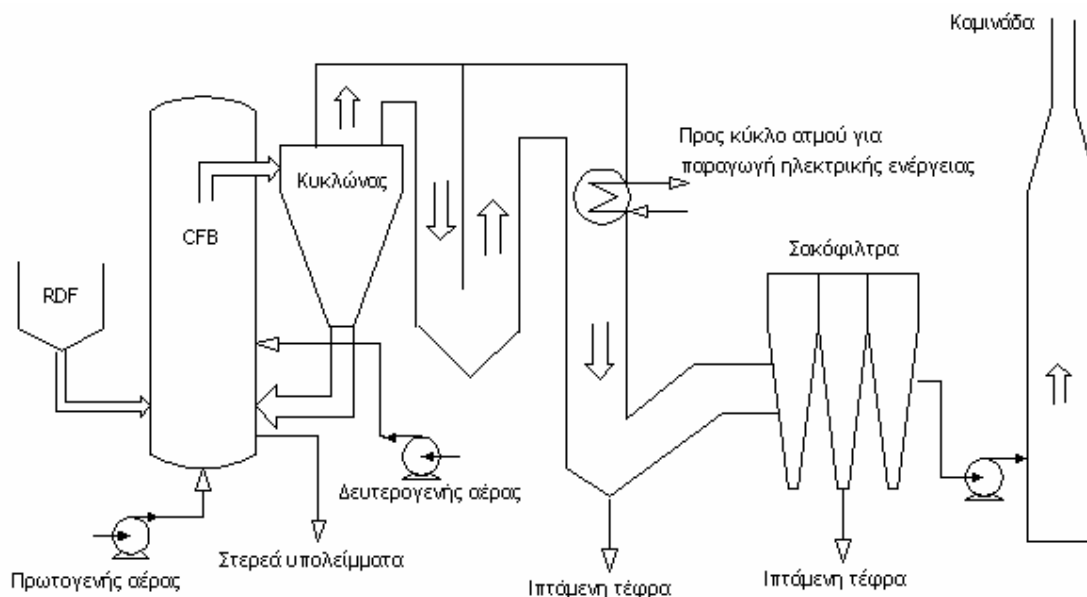 Καμινάδα
Προς κύκλο ατμού για
παραγωγή ηλεκτρικής ενέργειας
Κυκλώνας
CFB
Σακόφιλτρα
RDF
Δευτερογενής αέρας
Στερεά υπολείμματα
Πρωτογενής αέρας
Ιπτάμενη τέφρα
Ιπτάμενη τέφρα